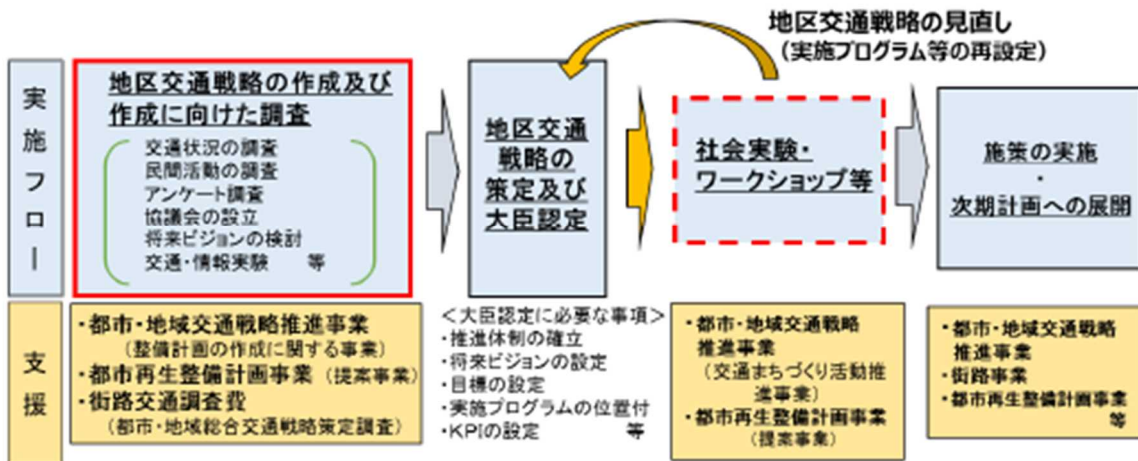 地区交通戦略の見直し
(実施プログラム等の再設定)
実施フロー
地区交通戦略の作成及び
作成に向けた調査
交通状況の調査
民間活動の調査
アンケート調査
協議会の設立
将来ビジョンの検討
交通・情報実験 等
地区交通
戦略の
策定及び
大臣認定
社会実験・
ワークショップ等
施策の実施
・
次期計画への展開
支援
・都市・地域交通戦略推進事業
(整備計画の作成に関する事業)
・都市再生整備計画事業(提案事業)
・街路交通調査費
(都市・地域総合交通戦略策定調査)
<大臣認定に必要な事項>
・推進体制の確立
・将来ビジョンの設定
・目標の設定
・実施プログラムの位置付
・KPIの設定 等
・都市・地域交通戦略
推進事業
(交通まちづくり活動推
進事業)
・都市再生整備計画事業
(提案事業)
・都市・地域交通戦略
推進事業
・街路事業
・都市再生整備計画事業
等